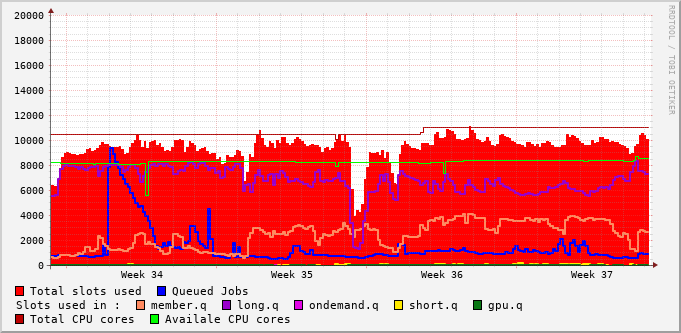 20000
18000
16000
14000
12000
10000
8000
6000
4000
2000
0
Week 34 Week 35 Week 36 Week 37
Total slots used Queued Jobs
Slots used in : member.q long.q ondemand.q short.q gpu.q
Total CPU cores Availale CPU cores
RRDTOOL / TOBI OETIKER